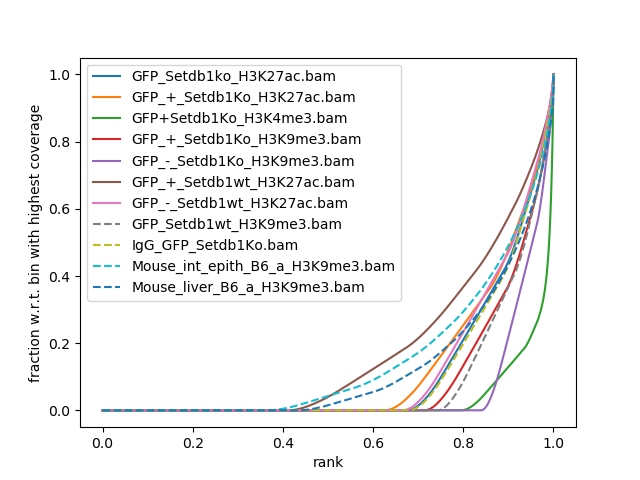 fraction w.r.t. bin with highest coverage
1.0
0.8
0.6
0.4
0.2
0.0
GFP_Setdb1ko_H3K27ac.bam
GFP_+_Setdb1Ko_H3K27ac.bam
GFP+Setdb1Ko_H3K4me3.bam
GFP_+_Setdb1Ko_H3K9me3.bam
GFP_-_Setdb1Ko_H3K9me3.bam
GFP_+_Setdb1wt_H3K27ac.bam
GFP_-_Setdb1wt_H3K27ac.bam
GFP_Setdb1wt_H3K9me3.bam
IgG_GFP_Setdb1Ko.bam
Mouse_int_epith_B6_a_H3K9me3.bam
Mouse_liver_B6_a_H3K9me3.bam
0.0 0.2 0.4 0.6 0.8 1.0
rank